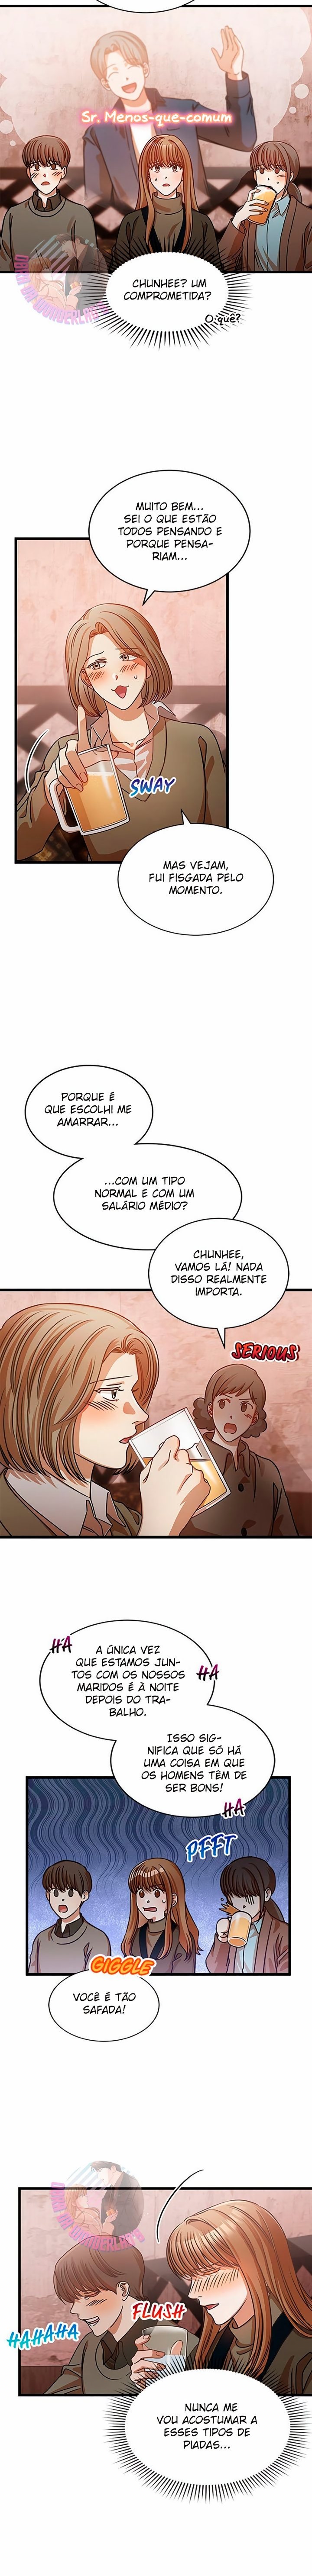 Sr. Menos-que-comum
CHUNHEE? UM
COMPROMETIDA?
O quê?
MUITO BEM...
SEI O QUE ESTÃO
TODOS PENSANDO E
PORQUE PENSA-
RIAM...
SWAY
MAS VEJAM,
FUI FISGADA PELO
MOMENTO.
PORQUE É
QUE ESCOLHI ME
AMARRAR...
...COM UM TIPO
NORMAL E COM UM
SALÁRIO MÉDIO?
CHUNHEE,
VAMOS LÁ! NADA
DISSO REALMENTE
IMPORTA.
SERIOUS
HA
A ÚNICA VEZ
QUE ESTAMOS JUN-
TOS COM OS NOSSOS
MARIDOS É À NOITE
DEPOIS DO TRA-
BALHO.
HA
ISSO SIG-
NIFICA QUE SÓ HÁ
UMA COISA EM QUE
OS HOMENS TÊM DE
SER BONS!
HA
PFFT
GIGGLE
VOCÊ É TÃO
SAFADA!
HAHAHA
FLUSH
NUNCA ME
VOU ACOSTUMAR A
ESSES TIPOS DE
PIADAS...